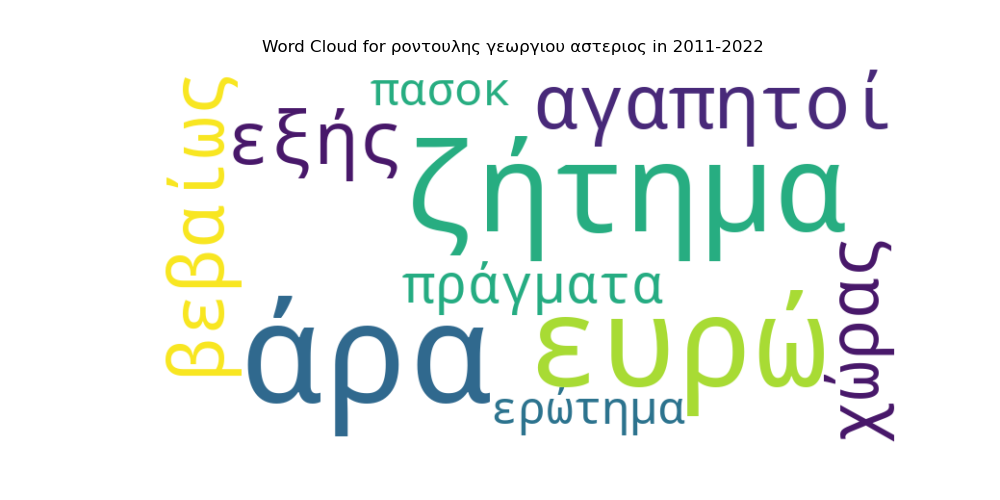 Word Cloud for ροντουλης γεωργιου αστεριος in 2011-2022
πασοκ
αγαπητοί
βεβαίως
εξής
ζήτημα
πράγματα
χώρας
άρα
ευρώ
ερώτημα